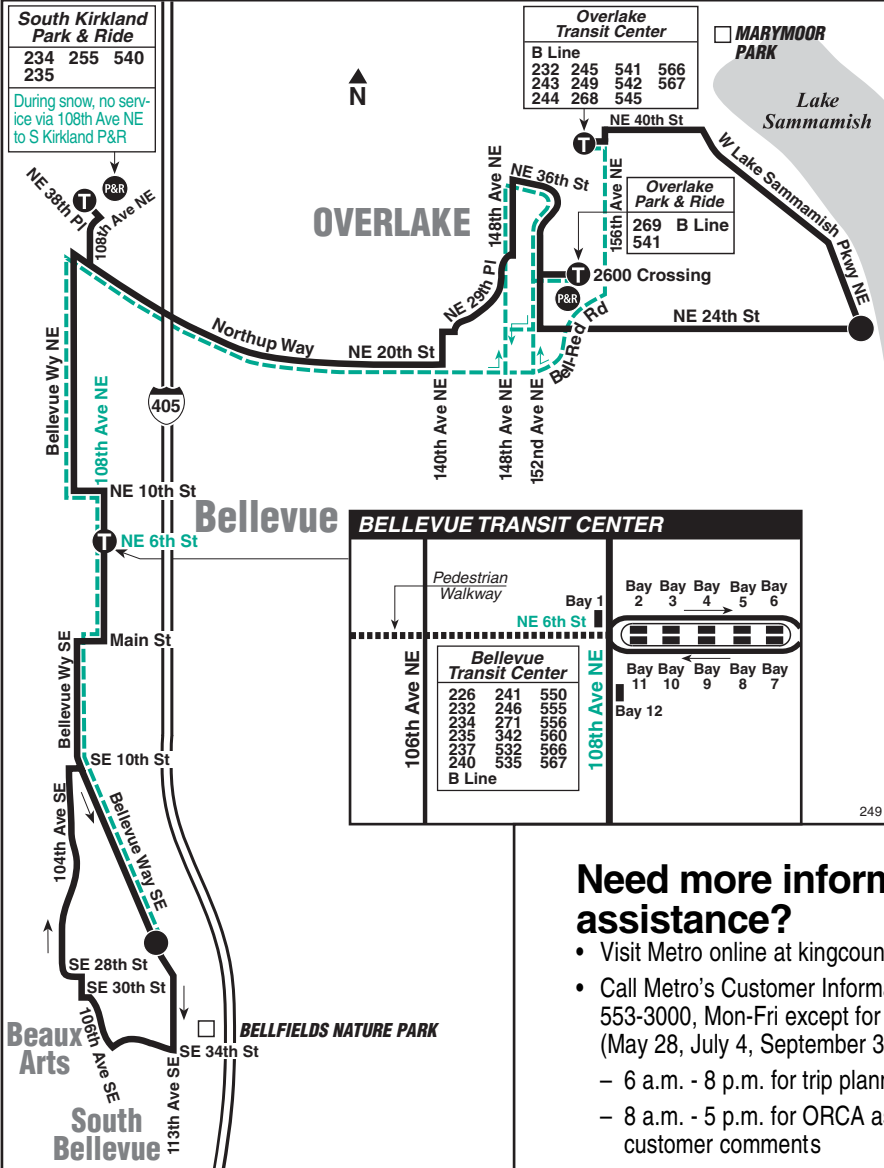 South Kirkland
Park & Ride
234 255 540
235
During snow, no serv-
ice via 108th Ave NE
to S Kirkland P&R
N
Overlake
Transit Center
B Line
232 245 541 566
243 249 542 567
244 268 545
MARYMOOR
PARK
Lake
Sammamish
NE 40th St
W Lake Sammamish Pkwy NE
T
NE 38th Pl
T
P&R
108th Ave NE
OVERLAKE
148th Ave NE
NE 36th St
156th Ave NE
Overlake
Park & Ride
269 B Line
541
T
2600 Crossing
P&R
NE 29th Pl
Bell-Red Rd
NE 24th St
Northup Way
NE 20th St
140th Ave NE
148th Ave NE
152nd Ave NE
Bellevue Wy NE
108th Ave NE
405
NE 10th St
Bellevue
T
NE 6th St
Main St
Bellevue Wy SE
SE 10th St
104th Ave SE
Bellevue Way SE
SE 28th St
SE 30th St
106th Ave SE
Beaux
Arts
BELLFIELDS NATURE PARK
SE 34th St
113th Ave SE
South
Bellevue
BELLEVUE TRANSIT CENTER
Pedestrian
Walkway
Bay 1
NE 6th St
Bay Bay Bay Bay Bay
2 3 4 5 6
Bay Bay Bay Bay Bay
11 10 9 8 7
Bay 12
106th Ave NE
Bellevue
Transit Center
226 241 550
232 246 555
234 271 556
235 342 560
237 532 566
240 535 567
B Line
108th Ave NE
249
Need more inform
assistance?
• Visit Metro online at kingcoun
• Call Metro's Customer Informa
553-3000, Mon-Fri except for
(May 28, July 4, September 3
– 6 a.m. - 8 p.m. for trip plann
– 8 a.m. - 5 p.m. for ORCA as
customer comments